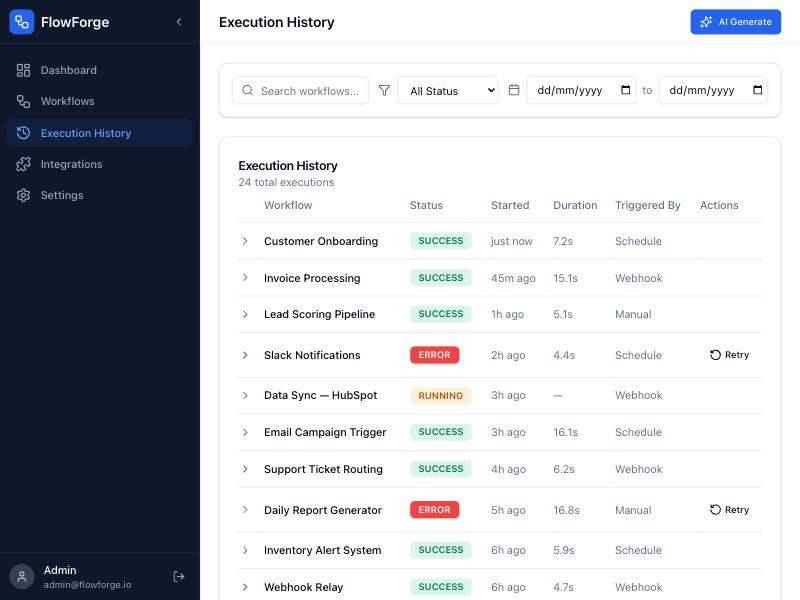 FlowForge
Execution History
AI Generate
Dashboard
Workflows
Execution History
Integrations
Settings
Search workflows...
All Status
dd/mm/yyyy to dd/mm/yyyy
Execution History
24 total executions
Workflow Status Started Duration Triggered By Actions
Customer Onboarding SUCCESS just now 7.2s Schedule
Invoice Processing SUCCESS 45m ago 15.1s Webhook
Lead Scoring Pipeline SUCCESS 1h ago 5.1s Manual
Slack Notifications ERROR 2h ago 4.4s Schedule Retry
Data Sync — HubSpot RUNNING 3h ago — Webhook
Email Campaign Trigger SUCCESS 3h ago 16.1s Schedule
Support Ticket Routing SUCCESS 4h ago 6.2s Webhook
Daily Report Generator ERROR 5h ago 16.8s Manual Retry
Inventory Alert System SUCCESS 6h ago 5.9s Schedule
Webhook Relay SUCCESS 6h ago 4.7s Webhook
Admin
admin@flowforge.io